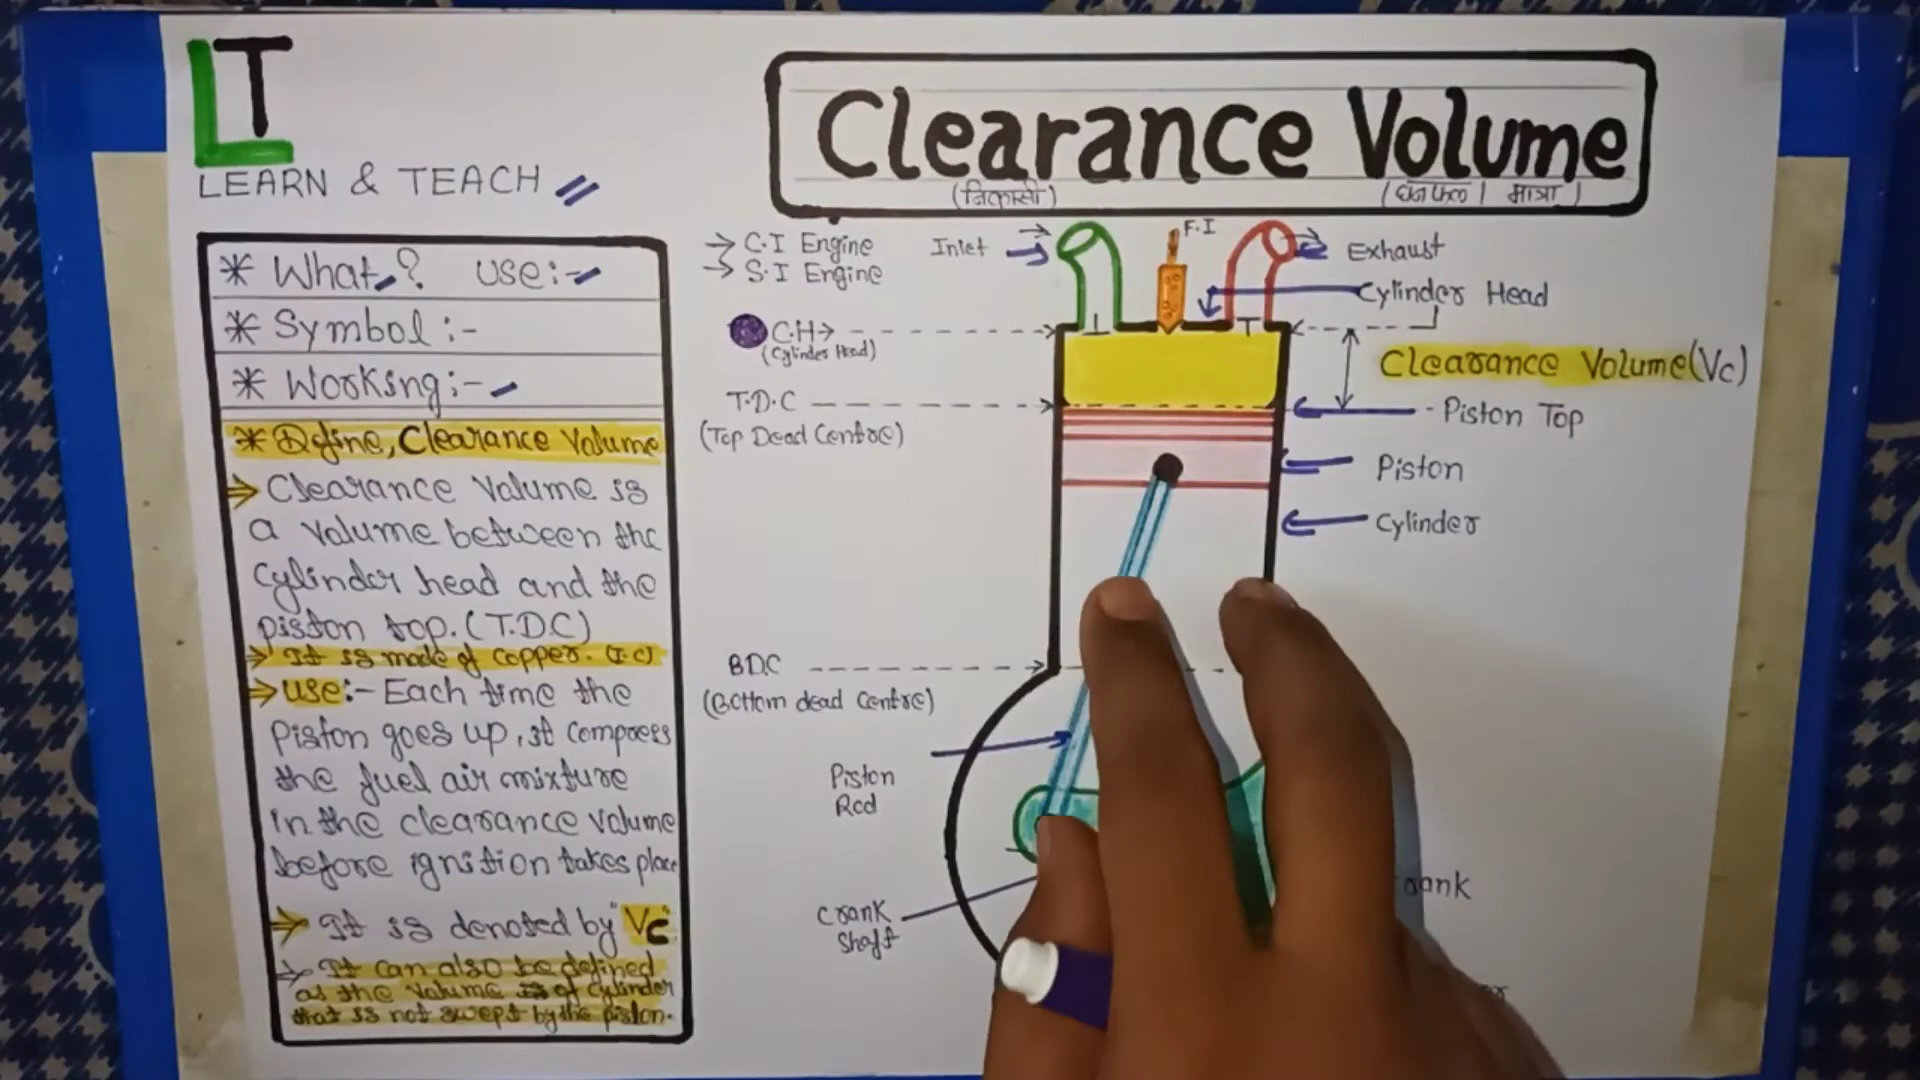 LT
LEARN & TEACH
Clearance Volume
(निकासी) (घनफल / मात्रा)
* What? use:-
* Symbol:-
* Working:-
* Define, Clearance Volume
→ Clearance Volume is
a volume between the
cylinder head and the
piston top. (T.D.C)
→ It is made of copper. (I.C)
→ use:- Each time the
Piston goes up, it compress
the fuel air mixture
in the clearance volume
before ignition takes place
→ It is denoted by "Vc"
→ It can also be defined
as the volume is of cylinder
that is not swept by the piston.
→ C.I Engine
→ S.I Engine
Inlet
F.I
Exhaust
Cylinder Head
C.H→
(Cylinder Head)
Clearance Volume (Vc)
T.D.C
(Top Dead Centre)
- Piston Top
Piston
Cylinder
BDC
(Bottom dead Centre)
Piston
Rod
Crank
Shaft